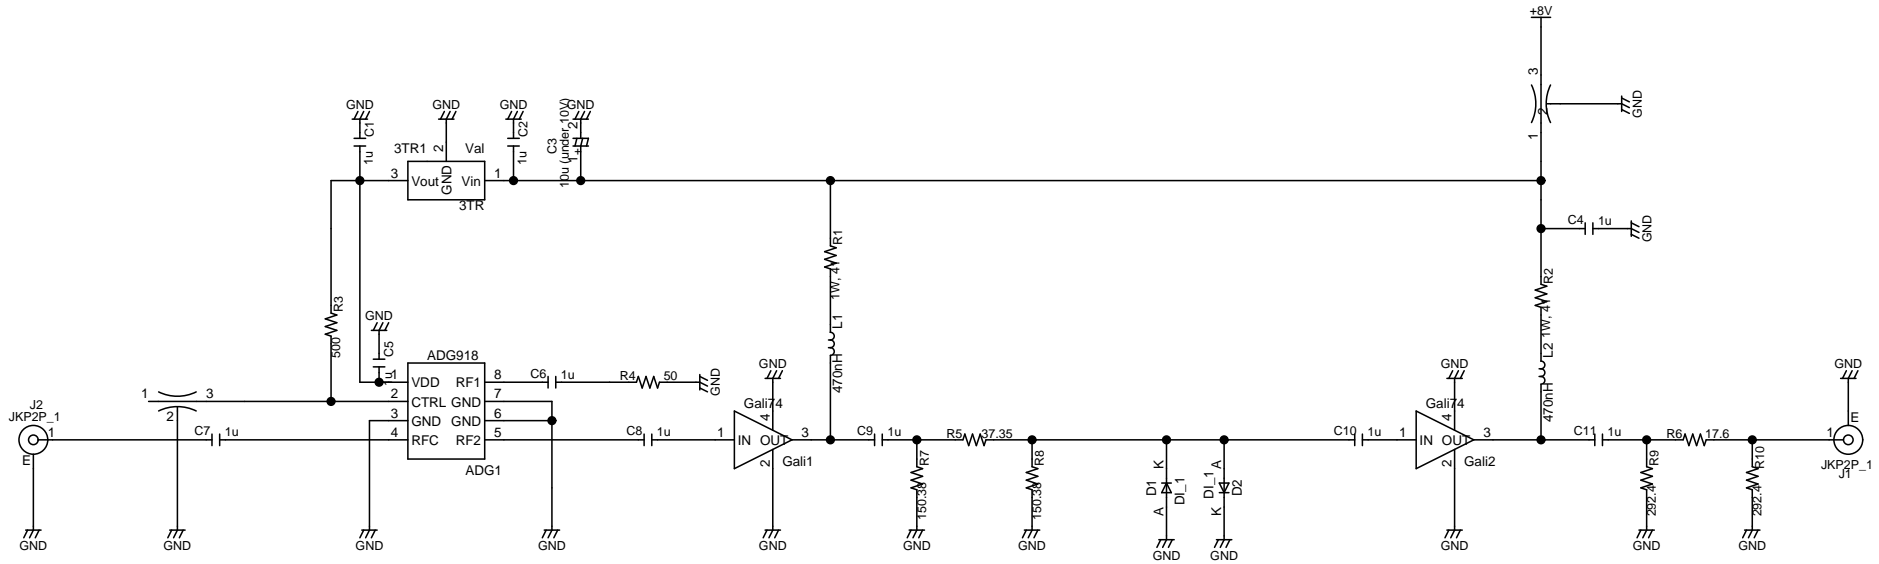 +8V
3
2
GND
1
GND
C1
1u
GND
2
GND
C2
1u
GND
C3
10u (under 10V)
2
1
+
3TR1
Val
3
Vout
GND
Vin
1
3TR
R1
1W, 47
L1
470nH
C4
1u
GND
R2
1W, 47
L2
470nH
R3
500
GND
C5
1u
ADG918
1
VDD
RF1
8
2
CTRL
GND
7
3
GND
GND
6
4
RFC
RF2
5
ADG1
C6
1u
R4
50
GND
1
3
2
GND
J2
JKP2P_1
1
E
GND
C7
1u
GND
GND
C8
1u
GND
Gali74
4
1
IN
OUT
3
2
Gali1
GND
C9
1u
R5
37.35
R7
150.38
GND
R8
150.38
GND
K
D1
DI_1
A
GND
A
DI_1
D2
K
GND
C10
1u
GND
Gali74
4
1
IN
OUT
3
2
Gali2
GND
C11
1u
R6
17.6
R9
292.4
GND
R10
292.4
GND
GND
E
1
JKP2P_1
J1